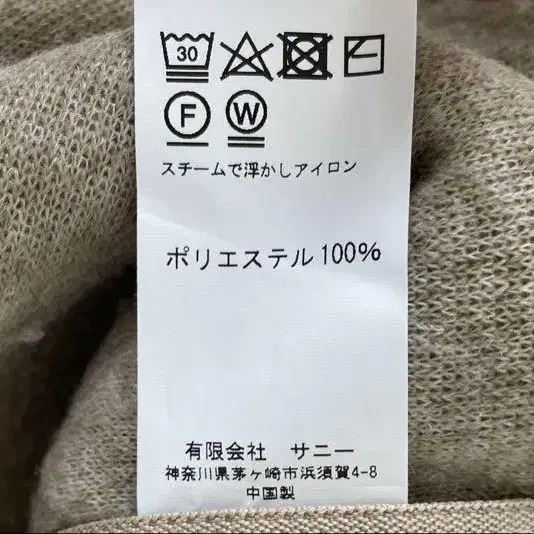 30
F W
スチームで浮かしアイロン
ポリエステル100%
有限会社 サニー
神奈川県茅ヶ崎市浜須賀4-8
中国製